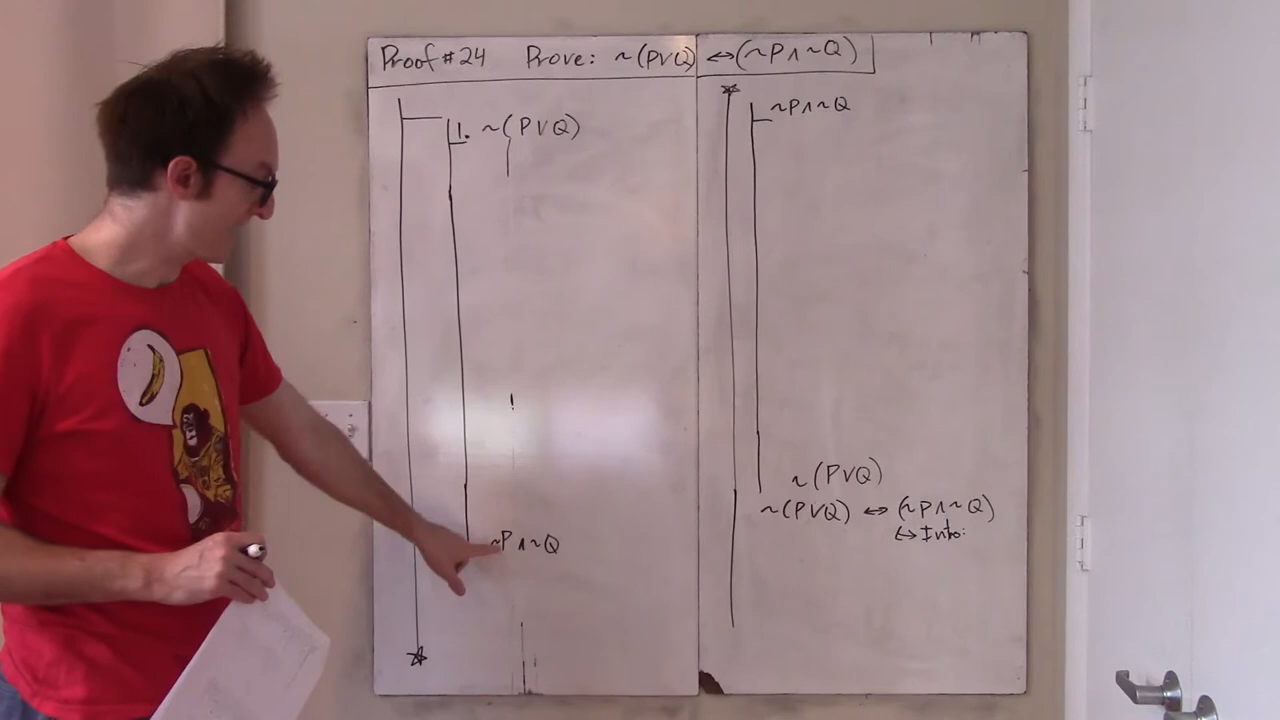 Proof #24 Prove: ~(P∨Q) ↔ (~P∧~Q)
1. ~(P∨Q)
~P∧~Q
~P∧~Q
~(P∨Q)
~(P∨Q) ↔ (~P∧~Q)
↔ Intro: